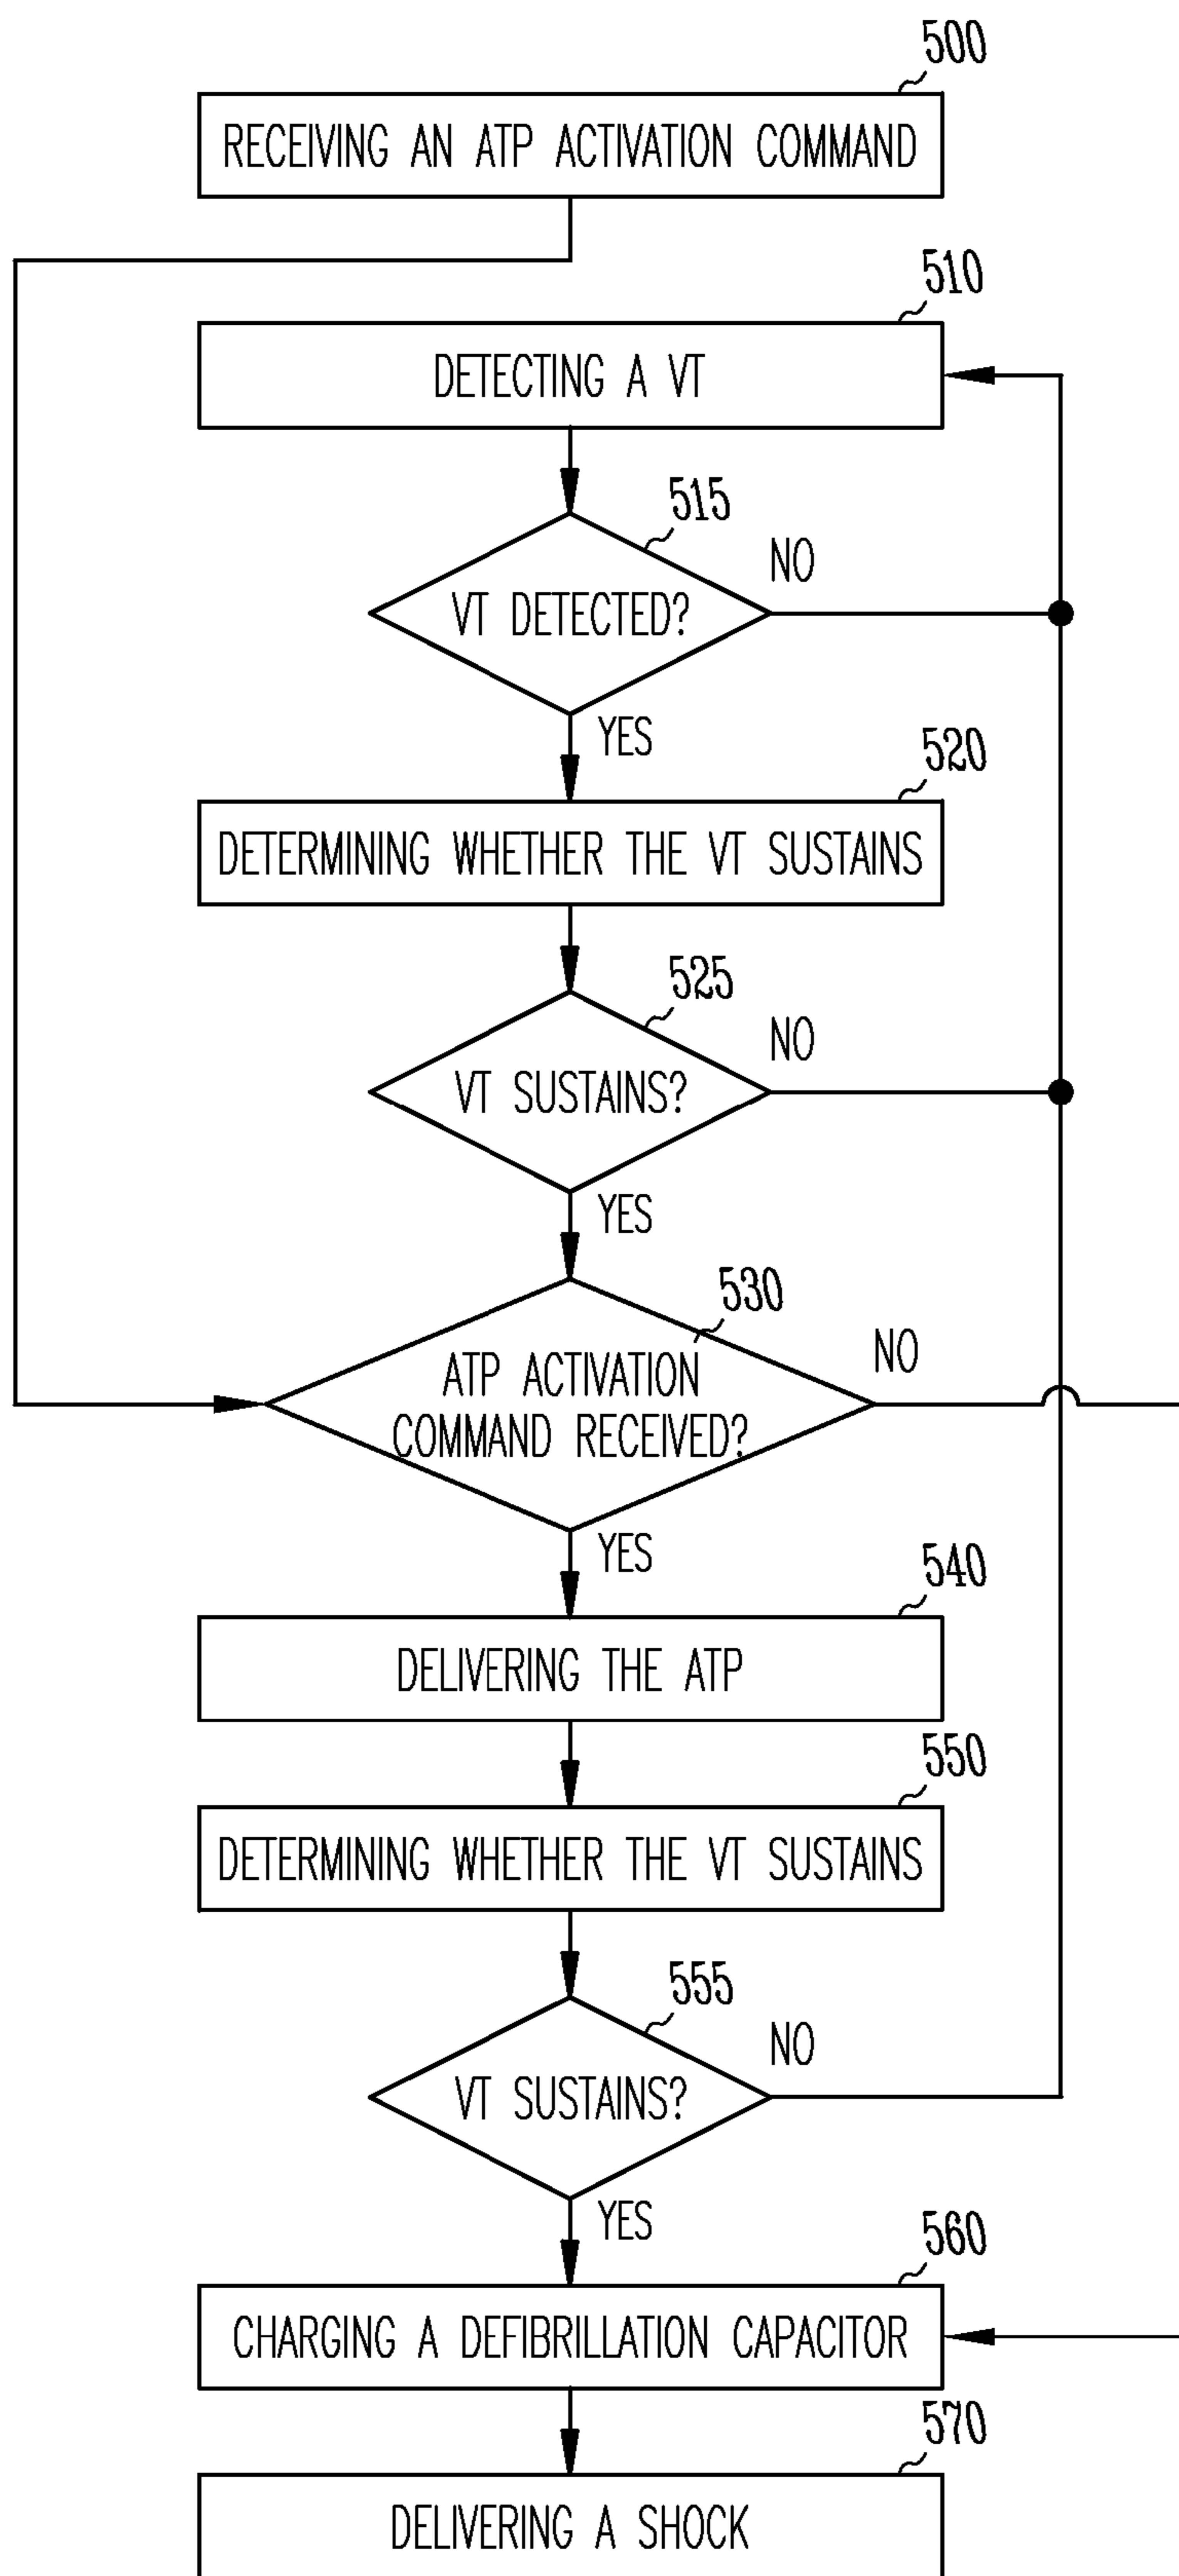 500
RECEIVING AN ATP ACTIVATION COMMAND
510
DETECTING A VT
515
VT DETECTED?
NO
YES
520
DETERMINING WHETHER THE VT SUSTAINS
525
VT SUSTAINS?
NO
YES
530
ATP ACTIVATION
COMMAND RECEIVED?
NO
YES
540
DELIVERING THE ATP
550
DETERMINING WHETHER THE VT SUSTAINS
555
VT SUSTAINS?
NO
YES
560
CHARGING A DEFIBRILLATION CAPACITOR
570
DELIVERING A SHOCK